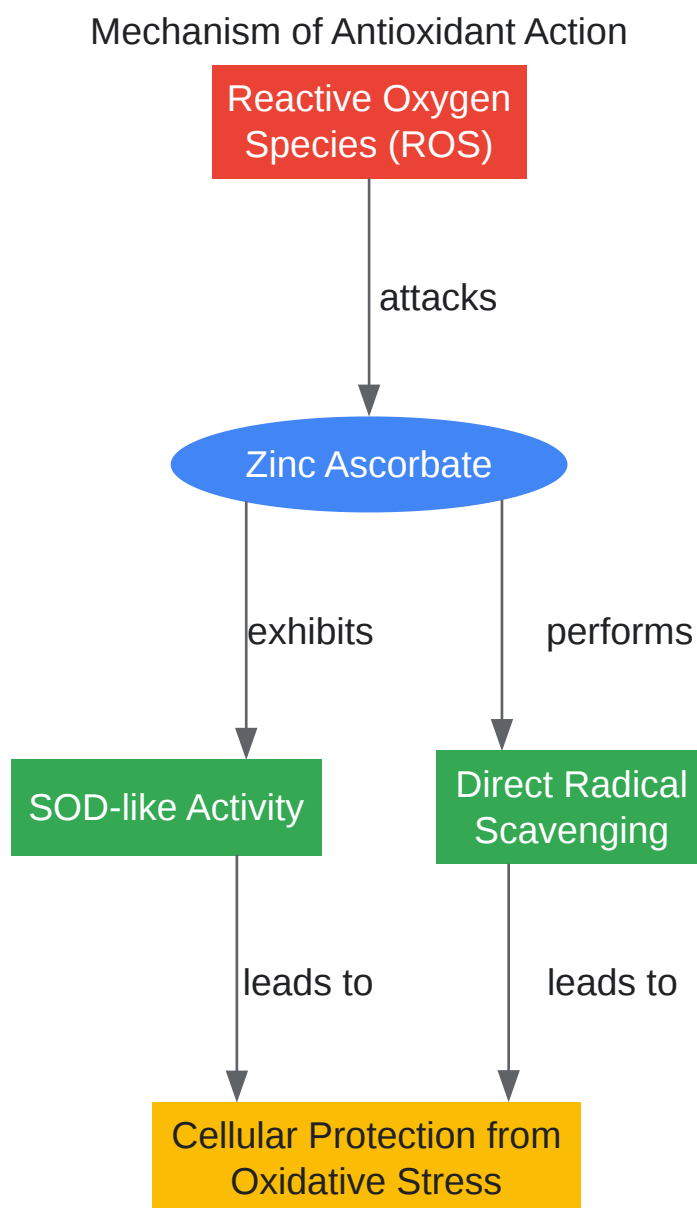 Mechanism of Antioxidant Action
Reactive Oxygen
Species (ROS)
attacks
Zinc Ascorbate
exhibits
performs
SOD-like Activity
Direct Radical
Scavenging
leads to
leads to
Cellular Protection from
Oxidative Stress